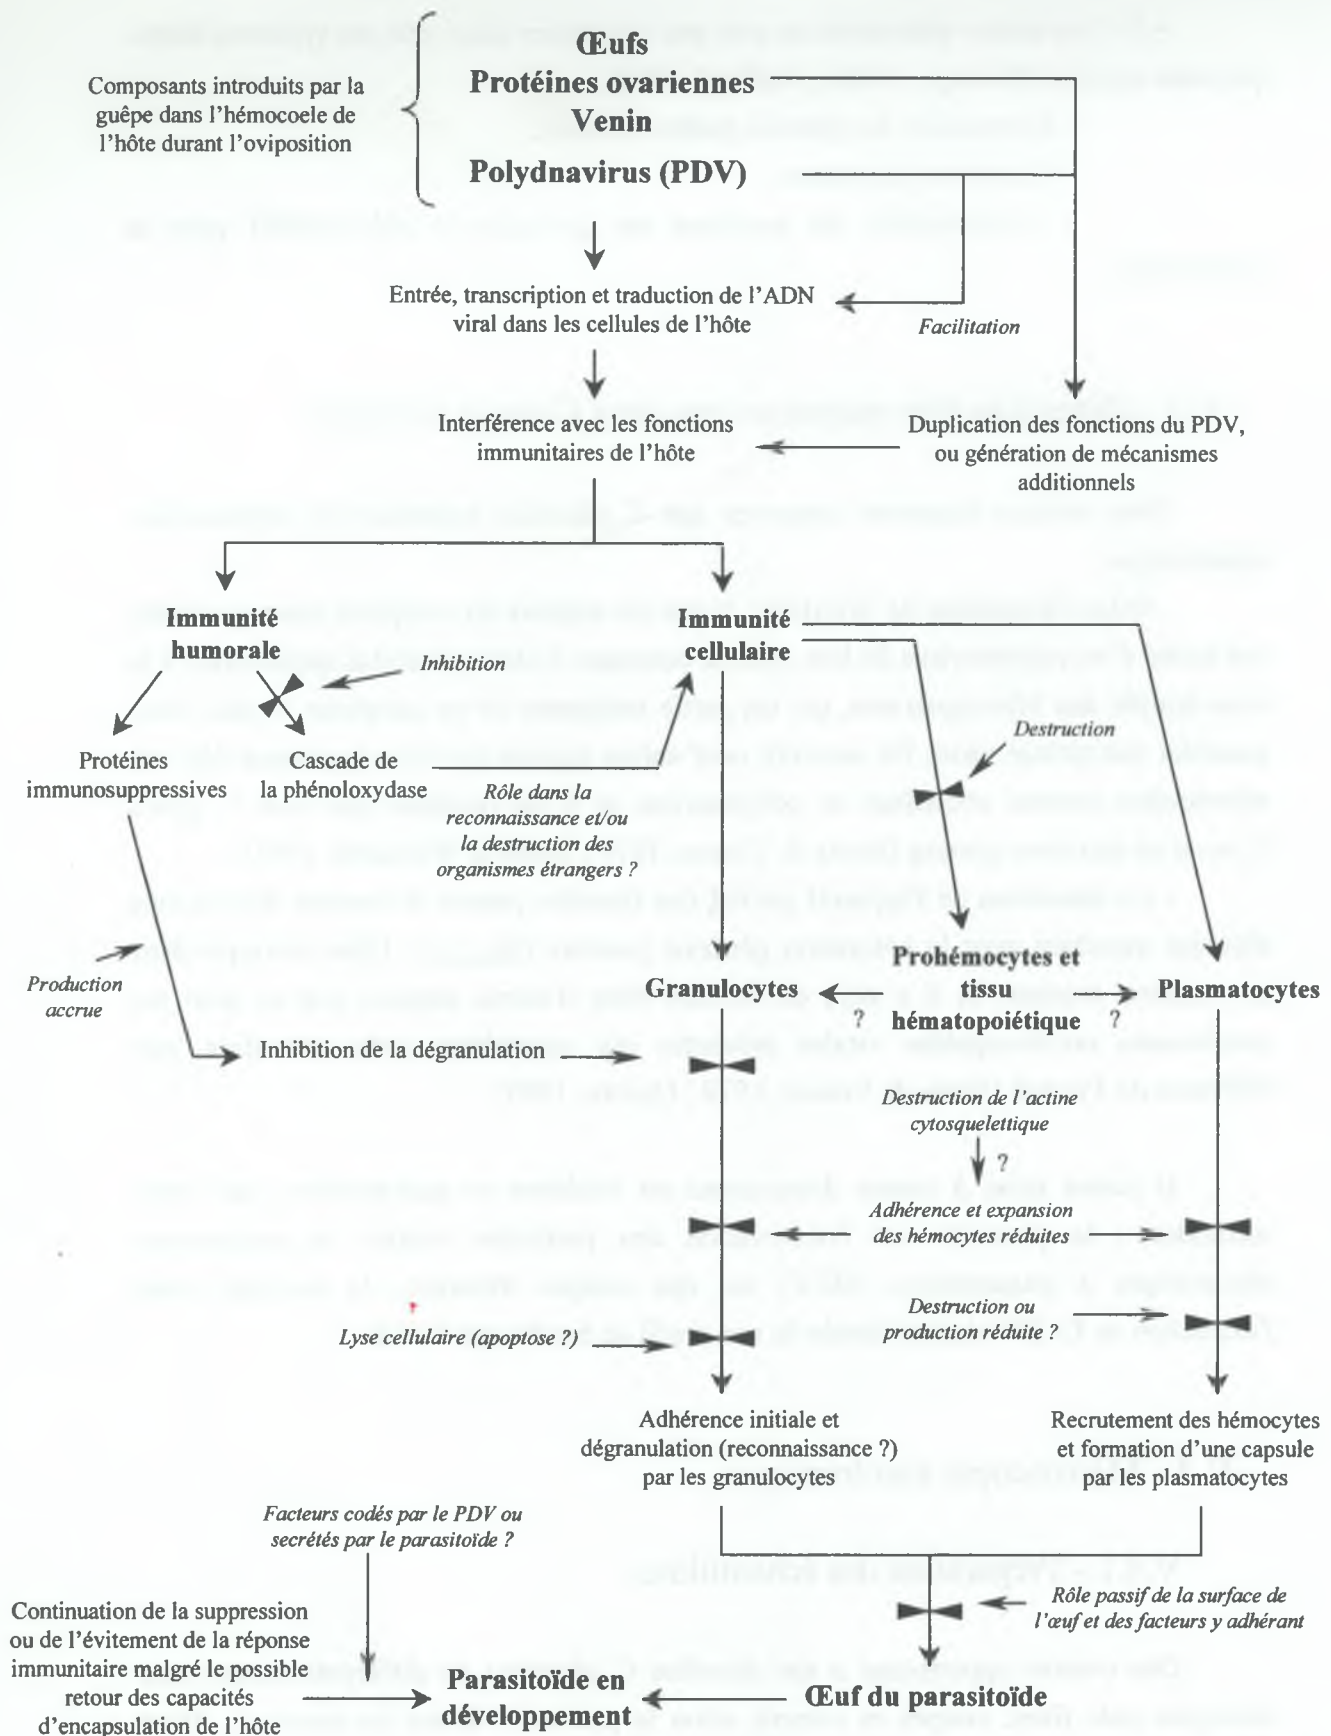 Œufs
Protéines ovariennes
Venin
Polydnavirus (PDV)
Composants introduits par la
guêpe dans l'hémocoele de
l'hôte durant l'oviposition
Entrée, transcription et traduction de l'ADN
viral dans les cellules de l'hôte
Facilitation
Interférence avec les fonctions
immunitaires de l'hôte
Duplication des fonctions du PDV,
ou génération de mécanismes
additionnels
Immunité
humorale
Immunité
cellulaire
Inhibition
Destruction
Protéines
immunosuppressives
Cascade de
la phénoloxydase
Rôle dans la
reconnaissance et/ou
la destruction des
organismes étrangers ?
Production
accrue
Granulocytes
?
Prohémocytes et
tissu
hématopoiétique
?
Plasmatocytes
Inhibition de la dégranulation
Destruction de l'actine
cytosquelettique
?
Adhérence et expansion
des hémocytes réduites
Destruction ou
production réduite ?
Lyse cellulaire (apoptose ?)
Adhérence initiale et
dégranulation (reconnaissance ?)
par les granulocytes
Recrutement des hémocytes
et formation d'une capsule
par les plasmatocytes
Facteurs codés par le PDV ou
secrétés par le parasitoïde ?
Rôle passif de la surface de
l'œuf et des facteurs y adhérant
Continuation de la suppression
ou de l'évitement de la réponse
immunitaire malgré le possible
retour des capacités
d'encapsulation de l'hôte
Parasitoïde en
développement
Œuf du parasitoïde